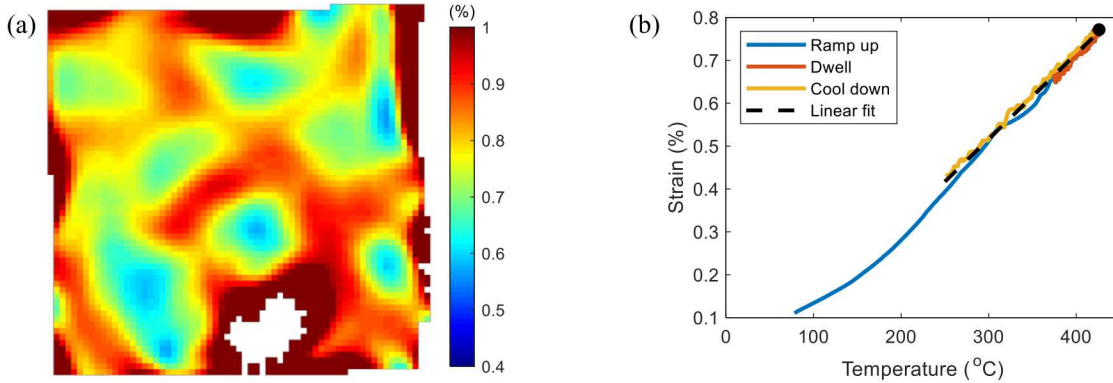 (a)
(%)
1
0.9
0.8
0.7
0.6
0.5
0.4
(b)
0.8
0.7
0.6
0.5
0.4
0.3
0.2
0.1
Strain (%)
Ramp up
Dwell
Cool down
Linear fit
0 100 200 300 400
Temperature (°C)